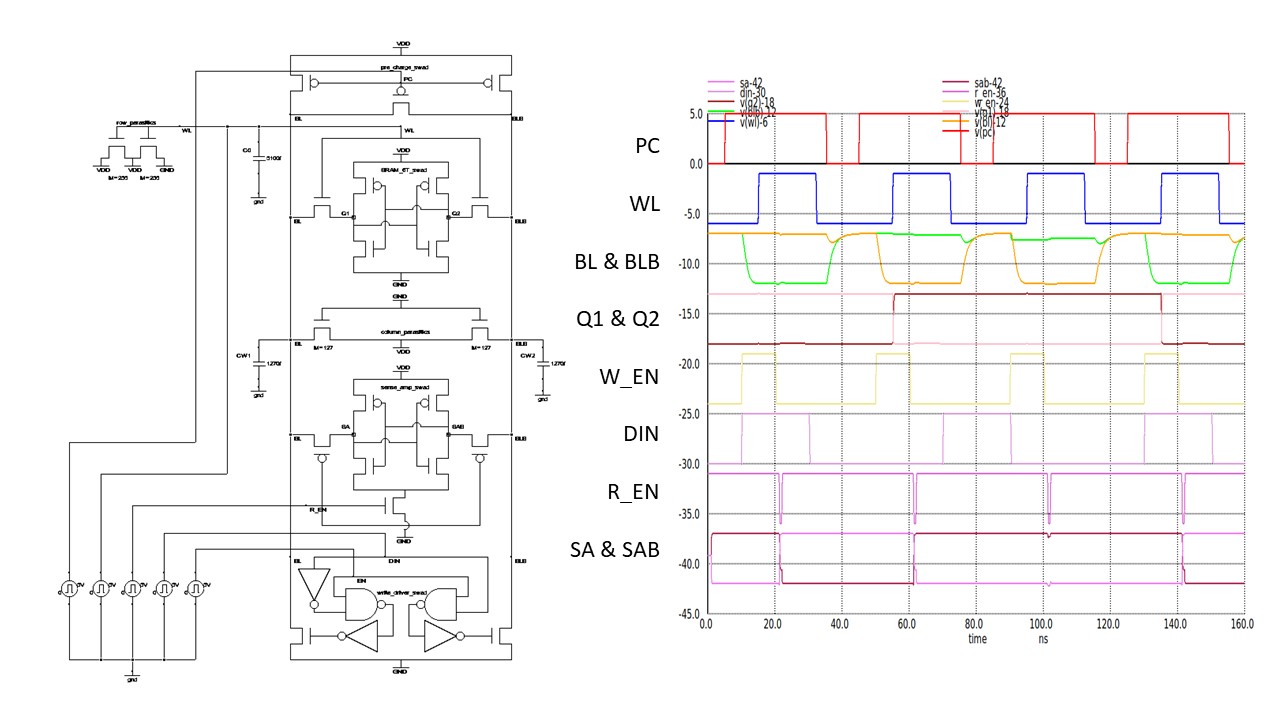 VDD
pre_charge_swad
PC
BL
BLB
row_parasitics
WL
WL
VDD
VDD
GND
M=255
M=255
C0
5100f
gnd
VDD
SRAM_6T_swad
Q1
Q2
BL
BLB
GND
GND
column_parasitics
BL
BLB
M=127
M=127
VDD
CW1
1270f
gnd
CW2
1270f
gnd
VDD
sense_amp_swad
SA
SAB
BL
BLB
R_EN
GND
BL
DIN
BLB
EN
write_driver_swad
GND
gnd
PC
WL
BL & BLB
Q1 & Q2
W_EN
DIN
R_EN
SA & SAB
sa-42
din-30
v(q2)-18
v(blb)-12
v(wl)-6
sab-42
r_en-36
w_en-24
v(q1)-18
v(bl)-12
v(pc)
5.0
0.0
-5.0
-10.0
-15.0
-20.0
-25.0
-30.0
-35.0
-40.0
-45.0
0.0 20.0 40.0 60.0 80.0 100.0 120.0 140.0 160.0
time ns